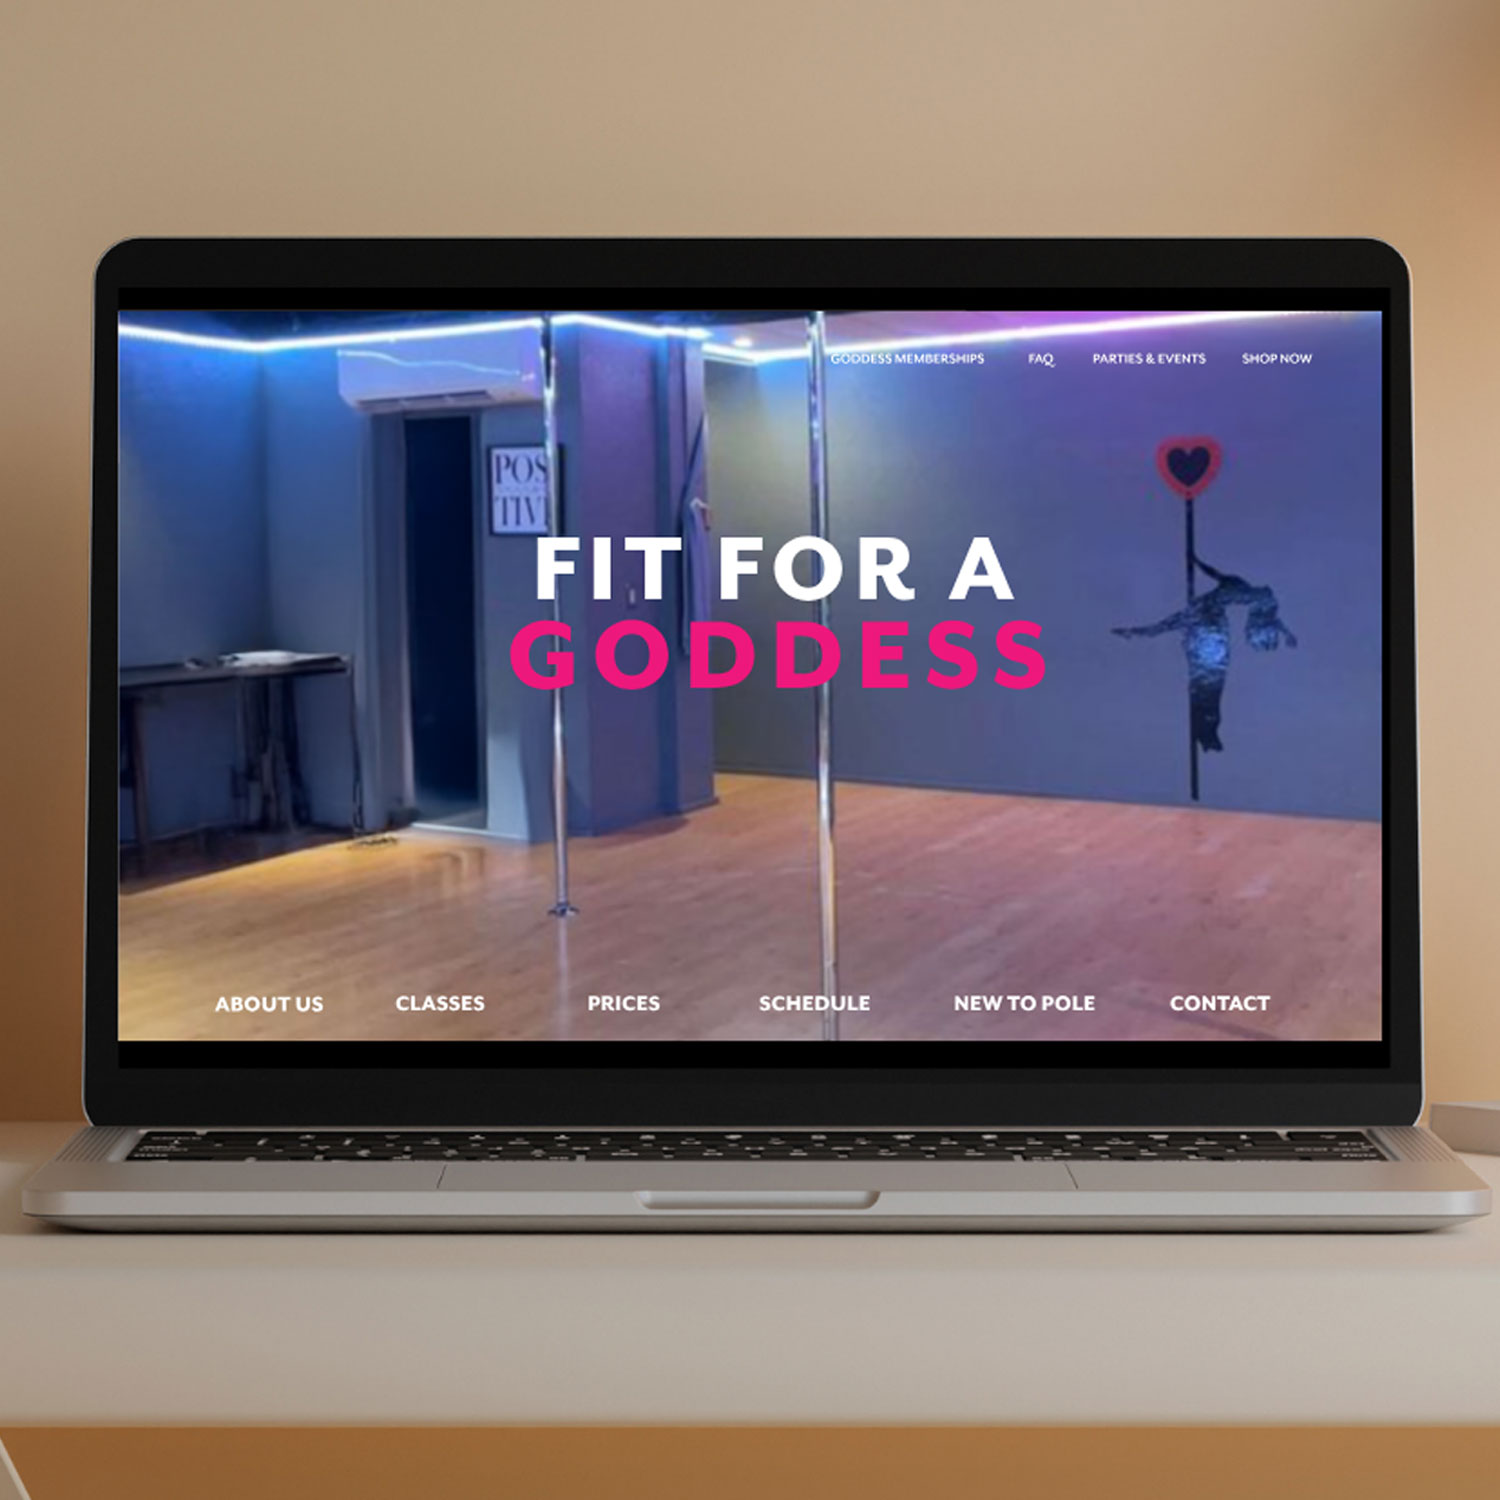 GODDESS MEMBERSHIPS FAQ PARTIES & EVENTS SHOP NOW
POS
TIV
FIT FOR A
GODDESS
ABOUT US CLASSES PRICES SCHEDULE NEW TO POLE CONTACT